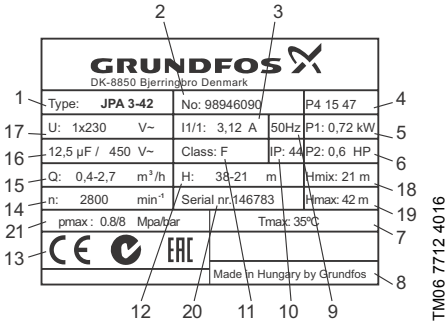 2 3
GRUNDFOS
DK-8850 Bjerringbro Denmark
1 Type: JPA 3-42 No: 98946090 P4 15 47 4
17 U: 1x230 V~ I1/1: 3,12 A 50Hz P1: 0,72 kW 5
16 12,5 µF / 450 V~ Class: F IP: 44 P2: 0,6 HP 6
15 Q: 0,4-2,7 m³/h H: 38-21 m Hmix: 21 m 18
14 n: 2800 min⁻¹ Serial nr.146783 Hmax: 42 m 19
21 pmax : 0.8/8 Mpa/bar Tmax: 35ºC 7
13 CE C EAC
Made in Hungary by Grundfos 8
12 20 11 10 9
TM06 7712 4016